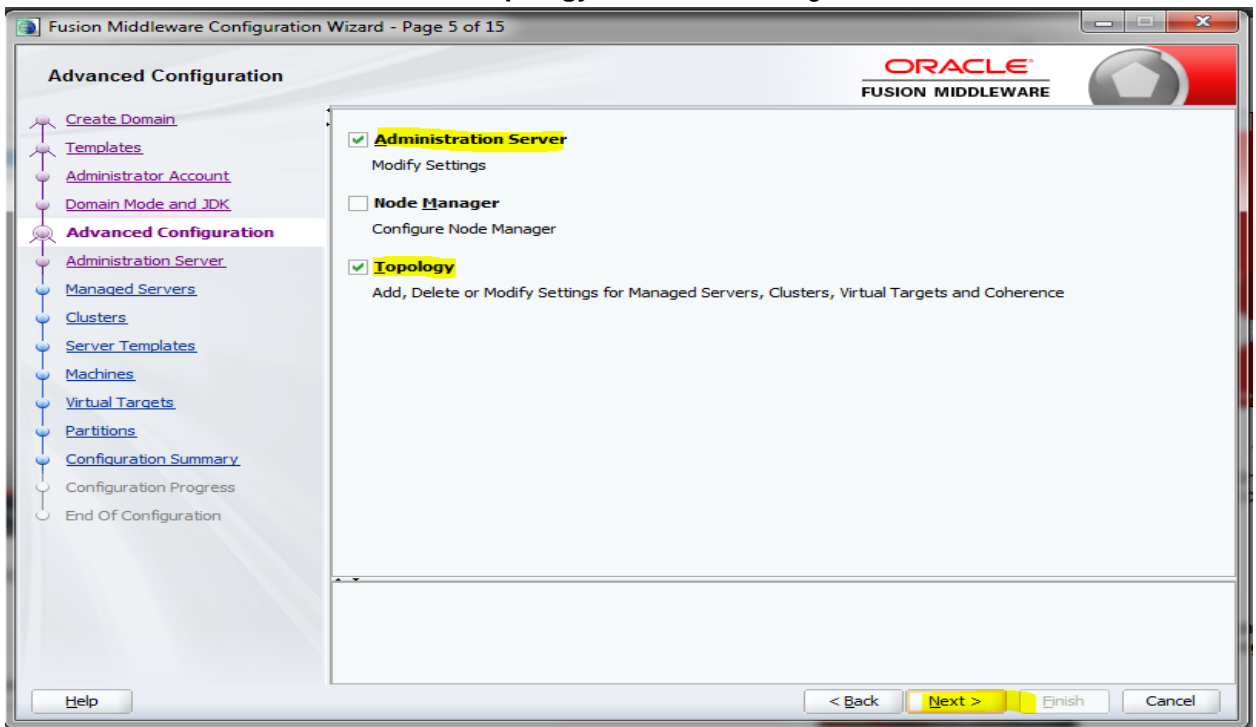 Fusion Middleware Configuration Wizard - Page 5 of 15
Advanced Configuration
ORACLE
FUSION MIDDLEWARE
Create Domain
Templates
Administrator Account
Domain Mode and JDK
Advanced Configuration
Administration Server
Managed Servers
Clusters
Server Templates
Machines
Virtual Targets
Partitions
Configuration Summary
Configuration Progress
End Of Configuration
Administration Server
Modify Settings
Node Manager
Configure Node Manager
Topology
Add, Delete or Modify Settings for Managed Servers, Clusters, Virtual Targets and Coherence
Help
< Back
Next >
Finish
Cancel